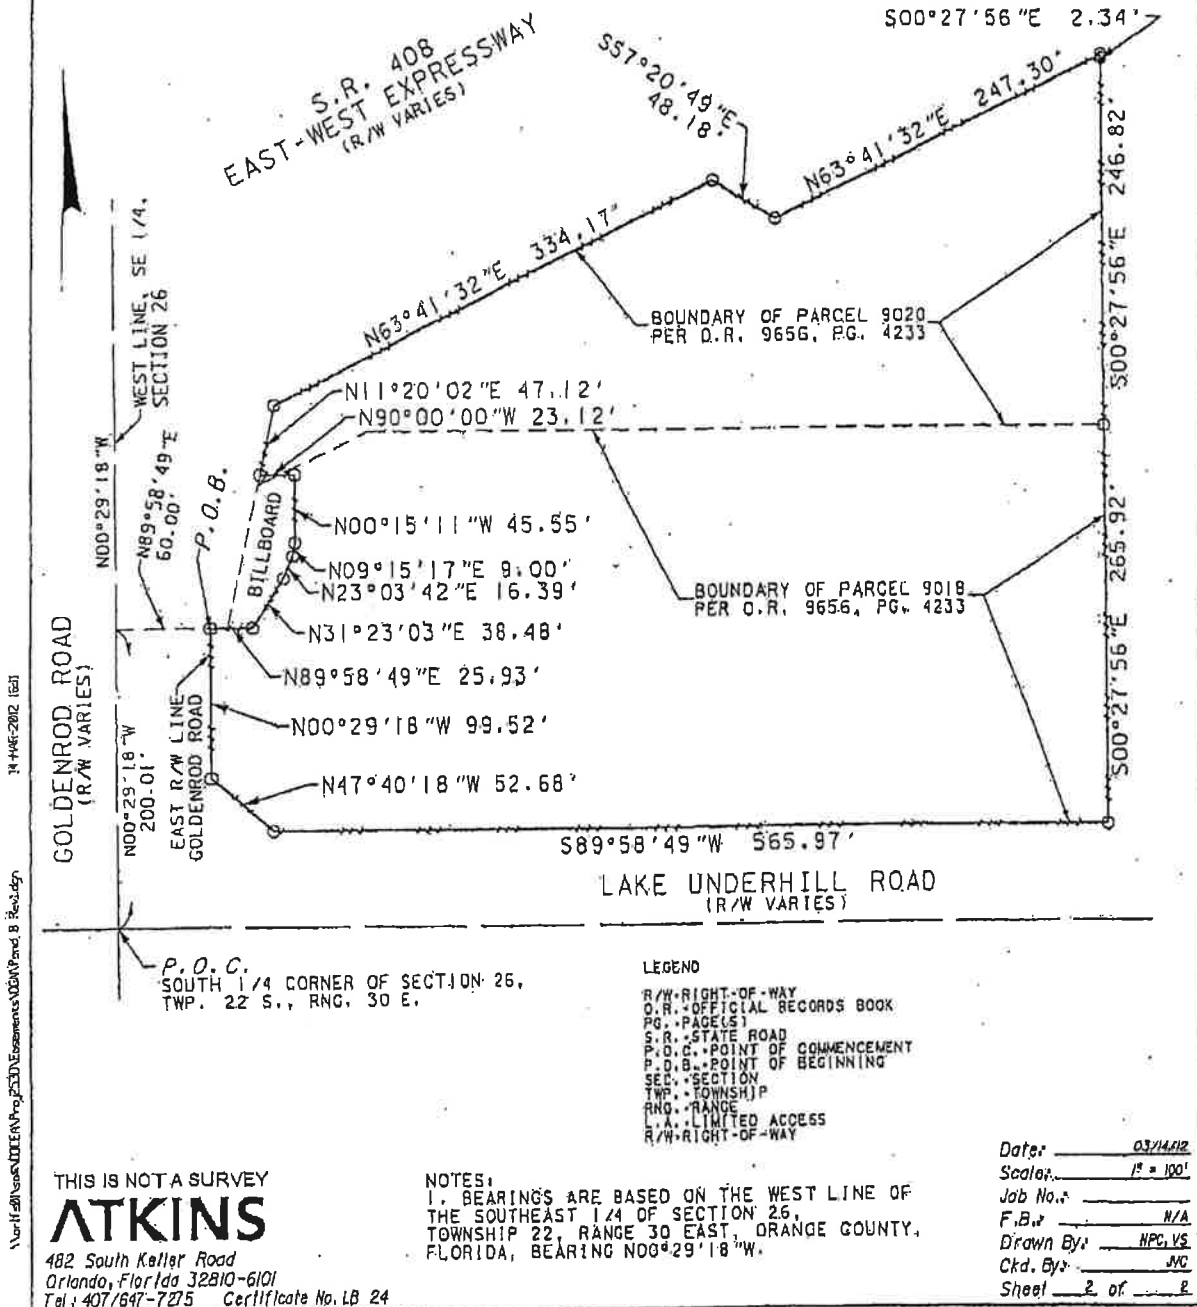 S00°27'56"E 2.34'
S.R. 408
EAST-WEST EXPRESSWAY
(R/W VARIES)
S57°20'49"E
48.18'
N63°41'32"E 247.30'
S00°27'56"E 246.82'
N63°41'32"E 334.17'
WEST LINE, SE 1/4,
SECTION 26
BOUNDARY OF PARCEL 9020
PER O.R. 9656, PG. 4233
N11°20'02"E 47.12'
N90°00'00"W 23.12'
N00°29'18"W
N89°58'49"E
60.00'
P.O.B.
BILLBOARD
N00°15'11"W 45.55'
N09°15'17"E 9.00'
N23°03'42"E 16.39'
N31°23'03"E 38.48'
N89°58'49"E 25.93'
BOUNDARY OF PARCEL 9018
PER O.R. 9656, PG. 4233
S00°27'56"E 265.92'
GOLDENROD ROAD
(R/W VARIES)
N00°29'18"W
200.01'
EAST R/W LINE
GOLDENROD ROAD
N00°29'18"W 99.52'
N47°40'18"W 52.68'
S89°58'49"W 565.97'
LAKE UNDERHILL ROAD
(R/W VARIES)
P.O.C.
SOUTH 1/4 CORNER OF SECTION 26,
TWP. 22 S., RNG. 30 E.
LEGEND
R/W-RIGHT-OF-WAY
O.R.-OFFICIAL RECORDS BOOK
PG.-PAGE(S)
S.R.-STATE ROAD
P.O.C.-POINT OF COMMENCEMENT
P.O.B.-POINT OF BEGINNING
SEC.-SECTION
TWP.-TOWNSHIP
RNG.-RANGE
L.A.-LIMITED ACCESS
R/W-RIGHT-OF-WAY
THIS IS NOT A SURVEY
ATKINS
482 South Keller Road
Orlando, Florida 32810-6101
Tel: 407/647-7275 Certificate No. LB 24
NOTES:
1. BEARINGS ARE BASED ON THE WEST LINE OF
THE SOUTHEAST 1/4 OF SECTION 26,
TOWNSHIP 22, RANGE 30 EAST, ORANGE COUNTY,
FLORIDA, BEARING N00°29'18"W.
Date: 03/14/12
Scale: 1" = 100'
Job No.:
F.B.: N/A
Drawn By: HPC, VS
Ckd. By: JVC
Sheet 2 of 2